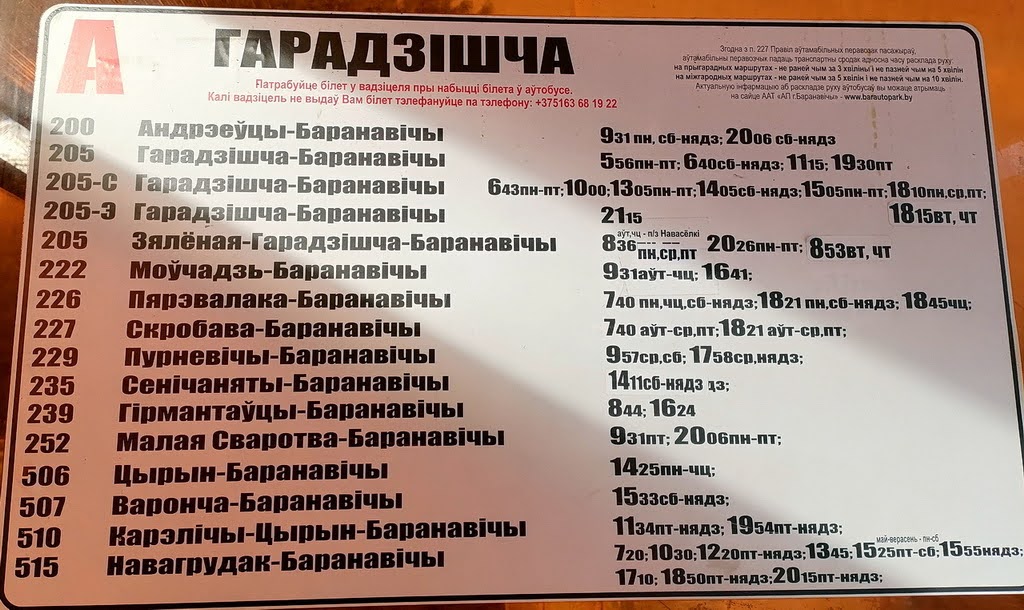 А ГАРАДЗІШЧА
Згодна з п. 227 Правіл аўтамабільных перавозак пасажыраў,
аўтамабільны перавозчык падаць транспартны сродак адносна часу раскладa руху:
на прыгарадных маршрутах - не раней чым за 3 хвіліны і не пазней чым на 5 хвілін
на міжгародных маршрутах - не раней чым за 5 хвілін і не пазней чым на 10 хвілін.
Актуальную інфармацыю аб раскладзе руху аўтобусаў вы можаце атрымаць
на сайце ААТ «АП г.Баранавічы» - www.barautopark.by
Патрабуйце білет у вадзіцеля пры набыцці білета ў аўтобусе.
Калі вадзіцель не выдаў Вам білет тэлефануйце па тэлефону: +375163 68 19 22
200 Андрэеўцы-Баранавічы 931 пн, сб-нядз; 2006 сб-нядз
205 Гарадзішча-Баранавічы 556пн-пт; 640сб-нядз; 1115; 1930пт
205-С Гарадзішча-Баранавічы 643пн-пт;1000;1305пн-пт;1405сб-нядз;1505пн-пт;1810пн,ср,пт;
205-Э Гарадзішча-Баранавічы 2115 1815вт, чт
аўт,чц - п/з Навасёлкі
205 Зялёная-Гарадзішча-Баранавічы 836 пн,ср,пт 2026пн-пт; 853вт, чт
222 Моўчадзь-Баранавічы 931аўт-чц; 1641;
226 Пярэвалака-Баранавічы 740 пн,чц,сб-нядз;1821 пн,сб-нядз; 1845чц;
227 Скробава-Баранавічы 740 аўт-ср,пт;1821 аўт-ср,пт;
229 Пурневічы-Баранавічы 957ср,сб; 1758ср,нядз;
235 Сенічаняты-Баранавічы 1411сб-нядз дз;
239 Гірмантаўцы-Баранавічы 844; 1624
252 Малая Сваротва-Баранавічы 931пт; 2006пн-пт;
506 Цырын-Баранавічы 1425пн-чц;
507 Варонча-Баранавічы 1533сб-нядз;
510 Карэлічы-Цырын-Баранавічы 1134пт-нядз; 1954пт-нядз;
май-верасень - пн-сб
515 Навагрудак-Баранавічы 720;1030;1220пт-нядз;1345;1525пт-сб;1555нядз;
1710; 1850пт-нядз;2015пт-нядз;